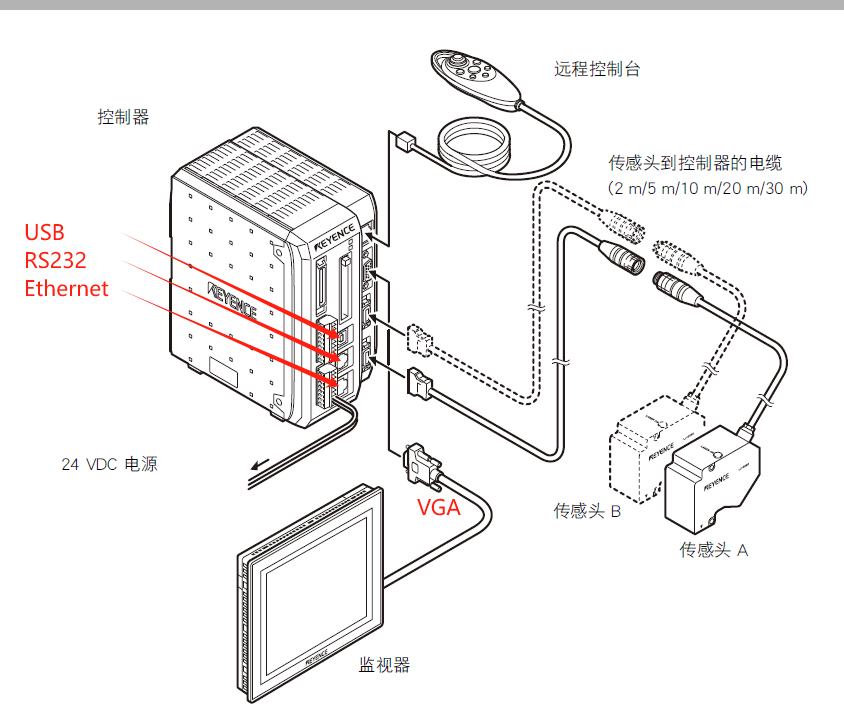 远程控制台
控制器
传感头到控制器的电缆
(2 m/5 m/10 m/20 m/30 m)
USB
RS232
Ethernet
KEYENCE
KEYENCE
24 VDC 电源
VGA
KEYENCE
KEYENCE
传感头 B
传感头 A
KEYENCE
监视器